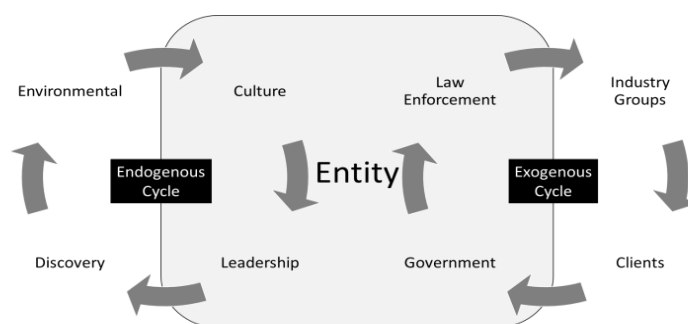 Environmental
Culture
Law
Enforcement
Industry
Groups
Endogenous
Cycle
Entity
Exogenous
Cycle
Discovery
Leadership
Government
Clients